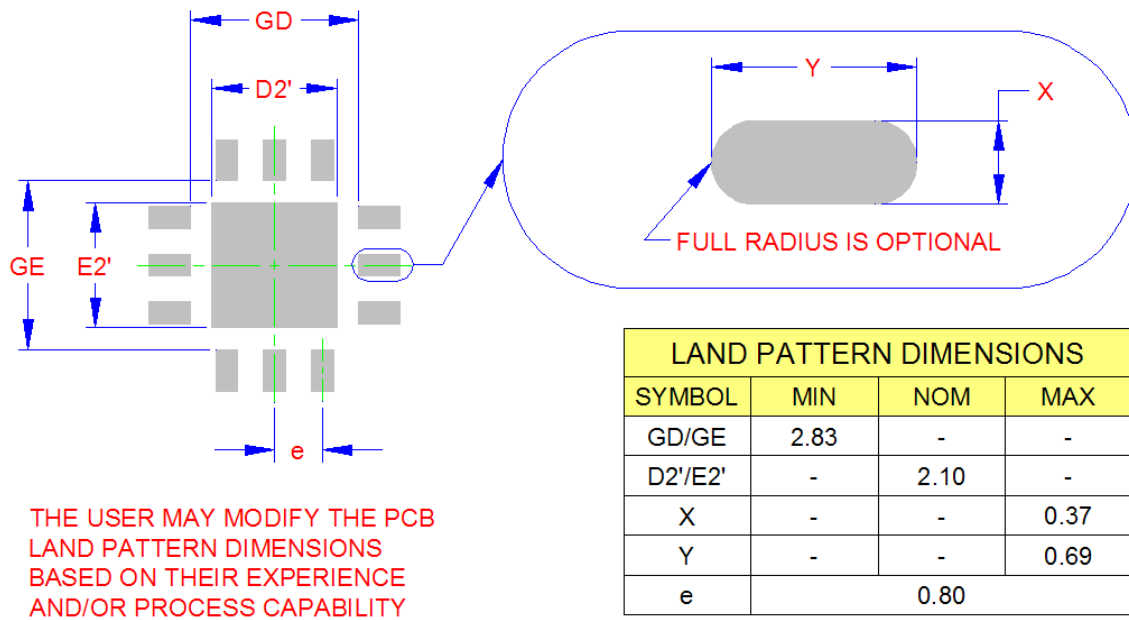 GD
D2'
GE
E2'
e
Y
X
FULL RADIUS IS OPTIONAL
THE USER MAY MODIFY THE PCB
LAND PATTERN DIMENSIONS
BASED ON THEIR EXPERIENCE
AND/OR PROCESS CAPABILITY
LAND PATTERN DIMENSIONS
SYMBOL MIN NOM MAX
GD/GE 2.83 - -
D2'/E2' - 2.10 -
X - - 0.37
Y - - 0.69
e 0.80